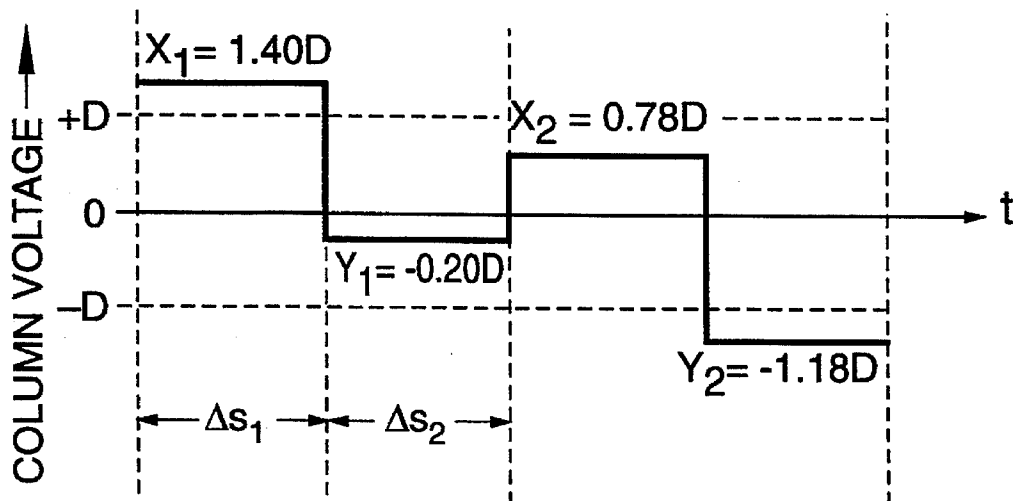 COLUMN VOLTAGE
X₁= 1.40D
+D
X₂ = 0.78D
0
t
Y₁= -0.20D
–D
Y₂= -1.18D
Δs₁
Δs₂